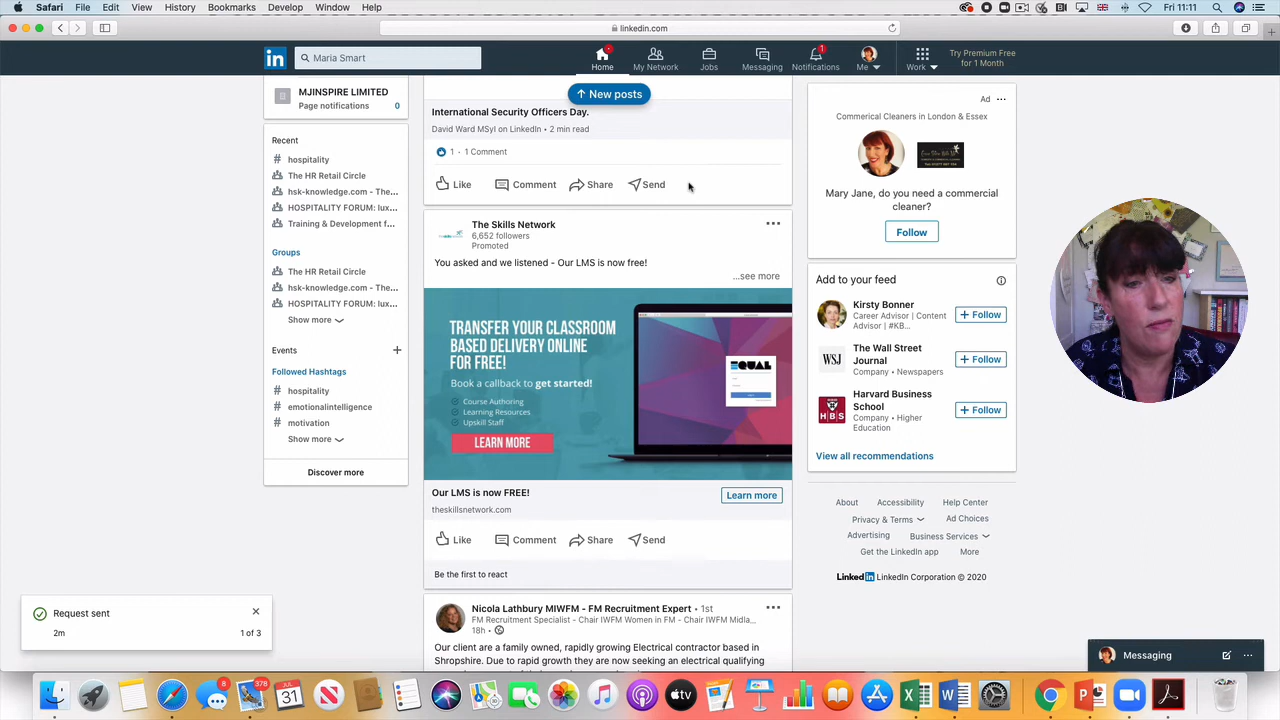 Safari File Edit View History Bookmarks Develop Window Help
Fri 11:11
linkedin.com
in
Maria Smart
Home
My Network
Jobs
Messaging
1
Notifications
Me
Work
Try Premium Free
for 1 Month
MJINSPIRE LIMITED
Page notifications 0
Recent
# hospitality
The HR Retail Circle
hsk-knowledge.com - The...
HOSPITALITY FORUM: lux...
Training & Development f...
Groups
The HR Retail Circle
hsk-knowledge.com - The...
HOSPITALITY FORUM: lux...
Show more
Events +
Followed Hashtags
# hospitality
# emotionalintelligence
# motivation
Show more
Discover more
↑ New posts
International Security Officers Day.
David Ward MSyI on LinkedIn • 2 min read
1 · 1 Comment
Like Comment Share Send
The Skills Network
6,652 followers
Promoted
You asked and we listened - Our LMS is now free!
...see more
TRANSFER YOUR CLASSROOM
BASED DELIVERY ONLINE
FOR FREE!
Book a callback to get started!
Course Authoring
Learning Resources
Upskill Staff
LEARN MORE
EQUAL
Our LMS is now FREE!
theskillsnetwork.com
Learn more
Like Comment Share Send
Be the first to react
Nicola Lathbury MIWFM - FM Recruitment Expert • 1st
FM Recruitment Specialist - Chair IWFM Women in FM - Chair IWFM Midla...
18h •
Our client are a family owned, rapidly growing Electrical contractor based in
Shropshire. Due to rapid growth they are now seeking an electrical qualifying
Ad
Commerical Cleaners in London & Essex
Mary Jane, do you need a commercial
cleaner?
Follow
Add to your feed
Kirsty Bonner
Career Advisor | Content
Advisor | #KB...
+ Follow
WSJ
The Wall Street
Journal
Company • Newspapers
+ Follow
HBS
Harvard Business
School
Company • Higher
Education
+ Follow
View all recommendations
About Accessibility Help Center
Privacy & Terms Ad Choices
Advertising Business Services
Get the LinkedIn app More
Linked in LinkedIn Corporation © 2020
Request sent
2m 1 of 3
Messaging
8
378
JUL
31
tv